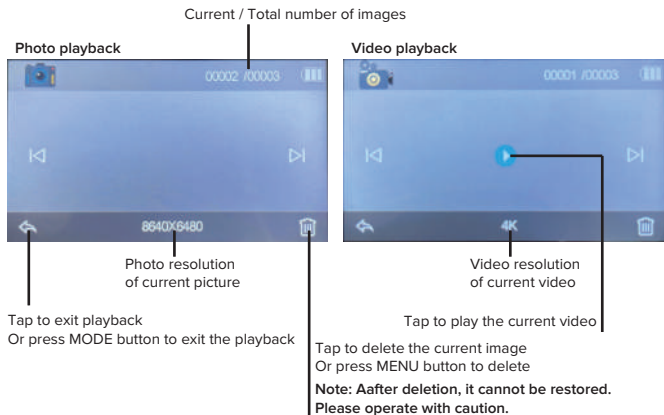 Current / Total number of images
Photo playback
Video playback
00002 /00003
00001 /00003
8640X6480
4K
Photo resolution
of current picture
Video resolution
of current video
Tap to exit playback
Or press MODE button to exit the playback
Tap to play the current video
Tap to delete the current image
Or press MENU button to delete
Note: Aafter deletion, it cannot be restored.
Please operate with caution.